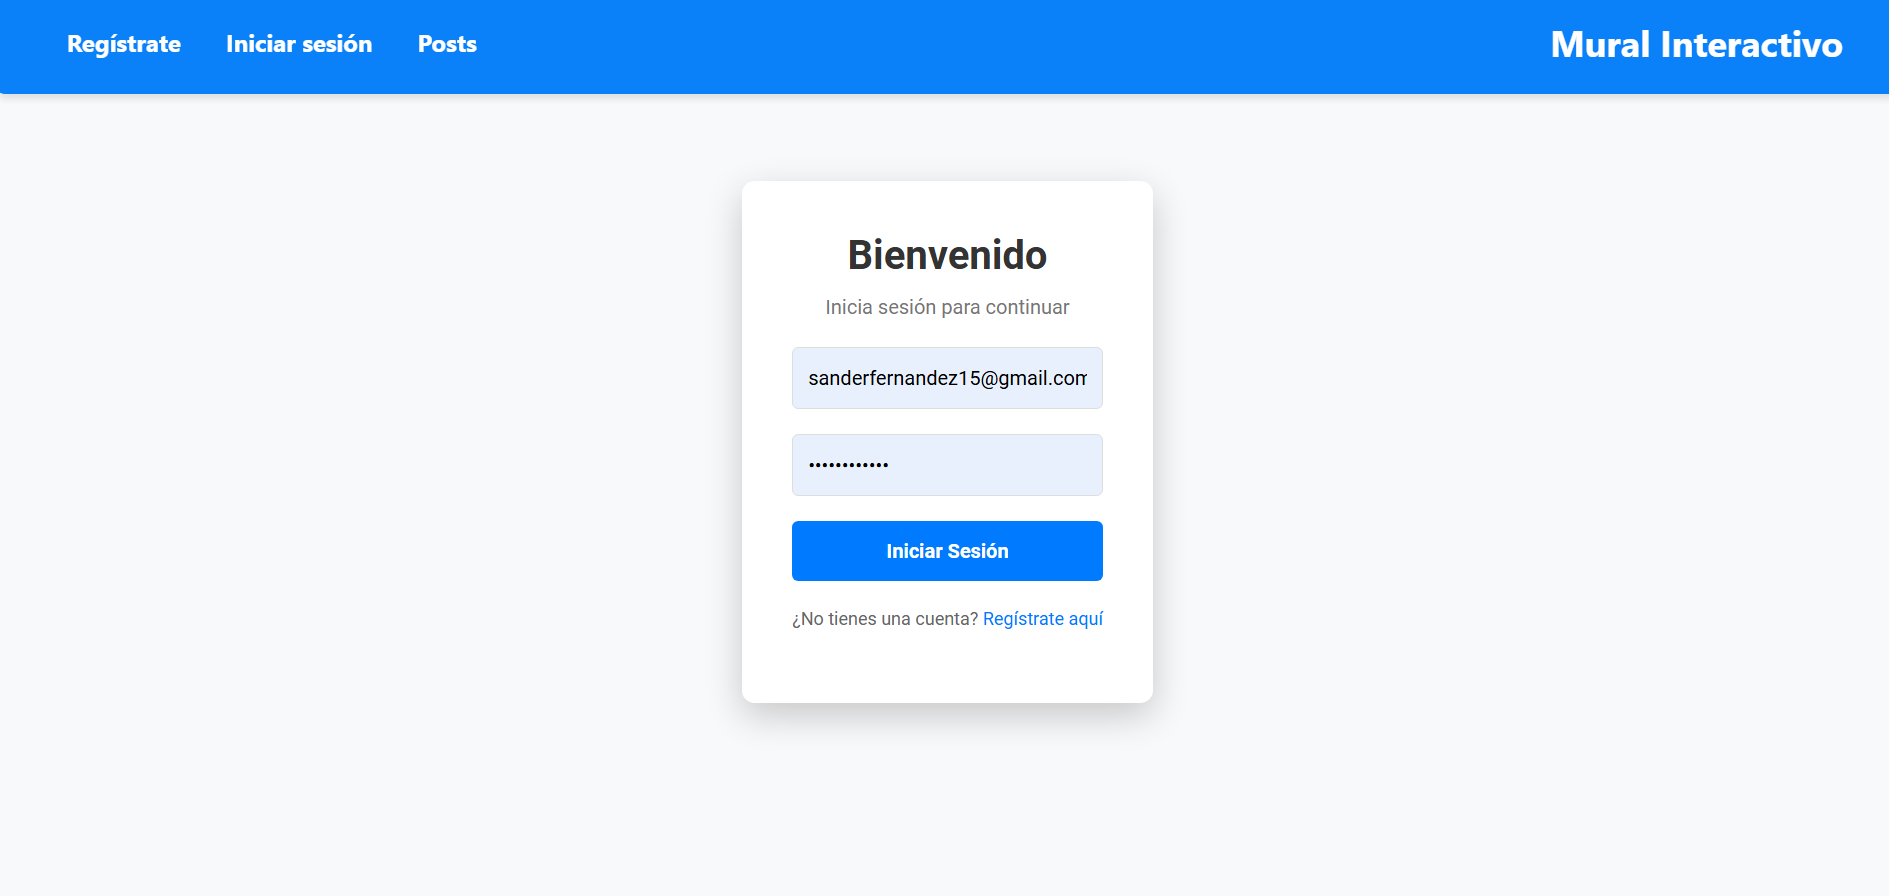 Regístrate Iniciar sesión Posts Mural Interactivo
Bienvenido
Inicia sesión para continuar
sanderfernandez15@gmail.com
••••••••••••
Iniciar Sesión
¿No tienes una cuenta? Regístrate aquí